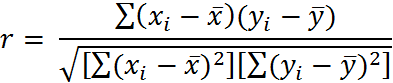 r = ∑(xᵢ − x̄)(yᵢ − ȳ) / √[∑(xᵢ − x̄)²][∑(yᵢ − ȳ)²]